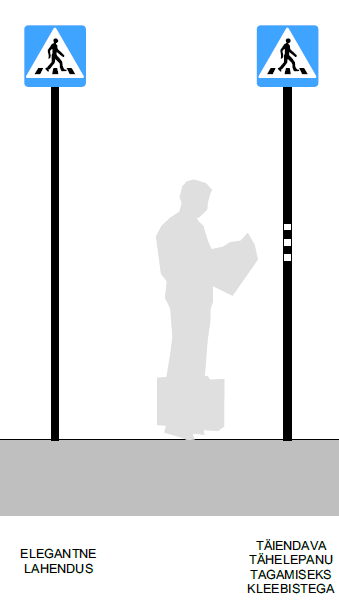 ELEGANTNE
LAHENDUS
TÄIENDAVA
TÄHELEPANU
TAGAMISEKS
KLEEBISTEGA